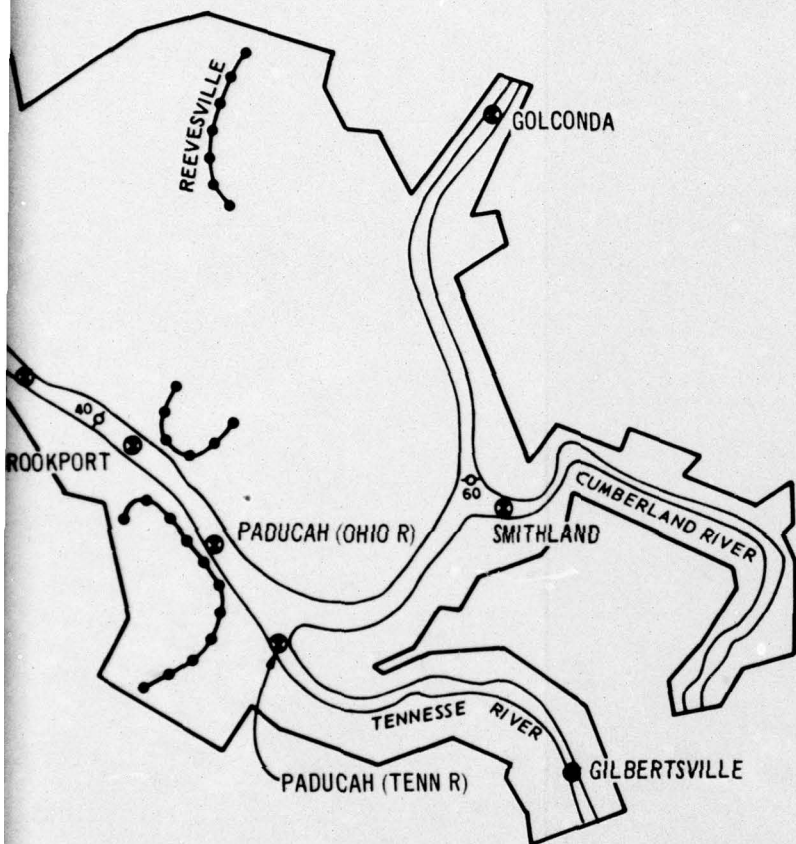 REEVESVILLE
GOLCONDA
40
ROOKPORT
60
PADUCAH (OHIO R)
SMITHLAND
CUMBERLAND RIVER
TENNESSE RIVER
PADUCAH (TENN R)
GILBERTSVILLE